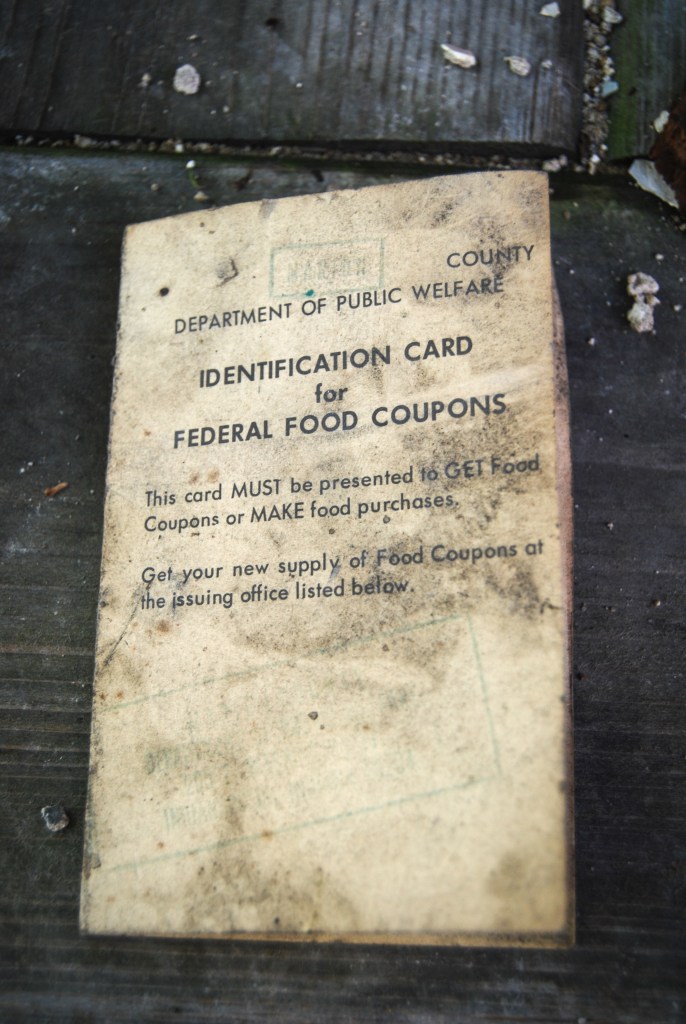 COUNTY
DEPARTMENT OF PUBLIC WELFARE
IDENTIFICATION CARD
for
FEDERAL FOOD COUPONS
This card MUST be presented to GET Food
Coupons or MAKE food purchases.
Get your new supply of Food Coupons at
the issuing office listed below.